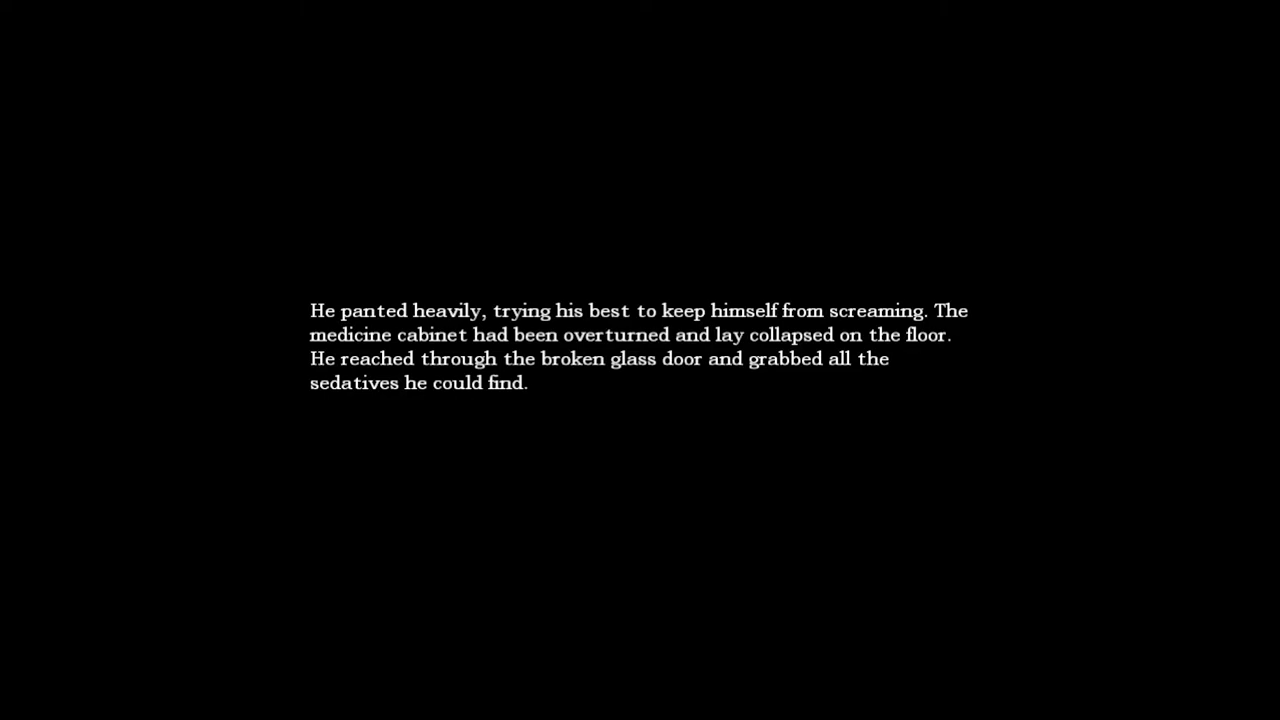 He panted heavily, trying his best to keep himself from screaming. The
medicine cabinet had been overturned and lay collapsed on the floor.
He reached through the broken glass door and grabbed all the
sedatives he could find.